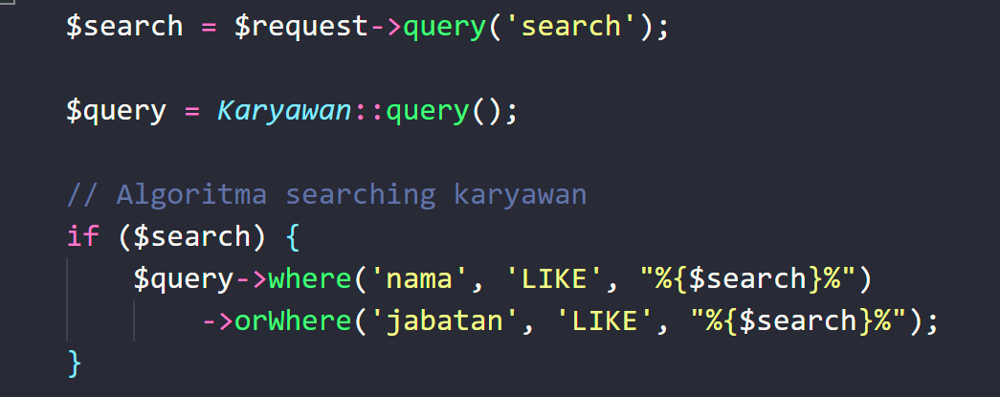 $search = $request->query('search');
$query = Karyawan::query();
// Algoritma searching karyawan
if ($search) {
$query->where('nama', 'LIKE', "%{$search}%")
->orWhere('jabatan', 'LIKE', "%{$search}%");
}